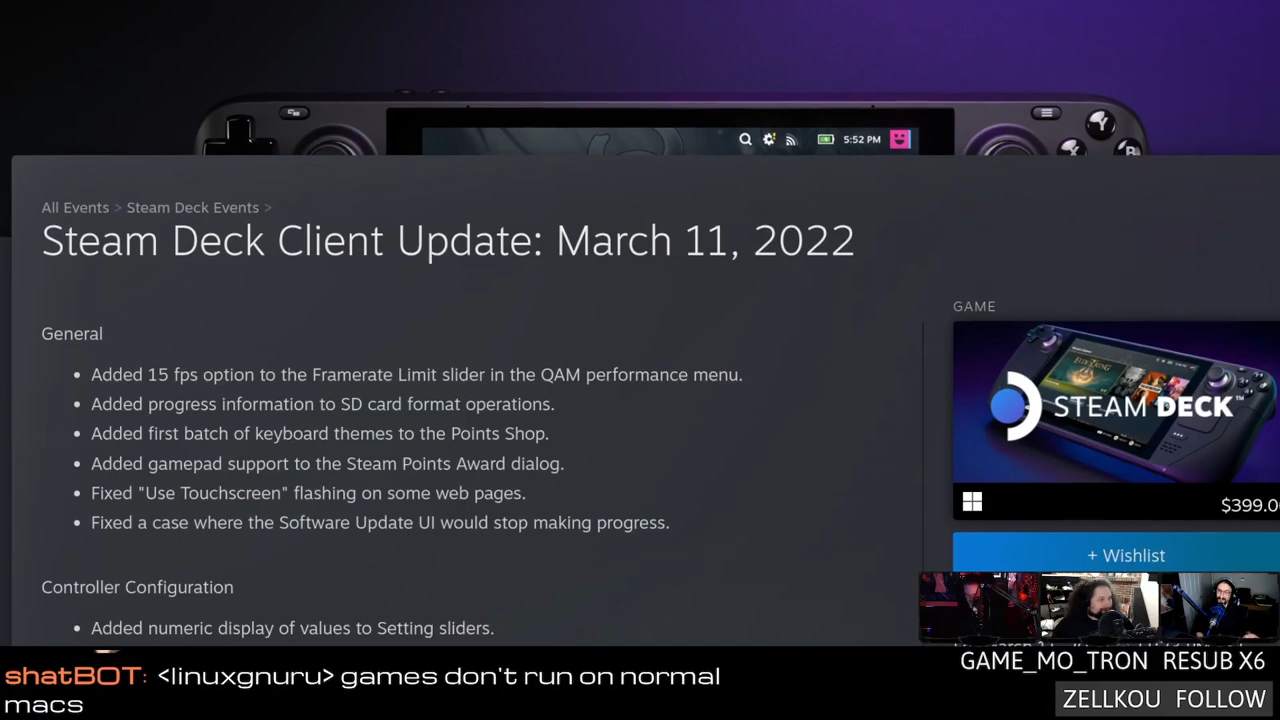 5:52 PM
Y
X
B
All Events > Steam Deck Events >
Steam Deck Client Update: March 11, 2022
General
• Added 15 fps option to the Framerate Limit slider in the QAM performance menu.
• Added progress information to SD card format operations.
• Added first batch of keyboard themes to the Points Shop.
• Added gamepad support to the Steam Points Award dialog.
• Fixed "Use Touchscreen" flashing on some web pages.
• Fixed a case where the Software Update UI would stop making progress.
Controller Configuration
• Added numeric display of values to Setting sliders.
GAME
ELDEN RING
STEAM DECK™
$399.0
+ Wishlist
shatBOT: <linuxgnuru> games don't run on normal
macs
GAME_MO_TRON RESUB X6
ZELLKOU FOLLOW